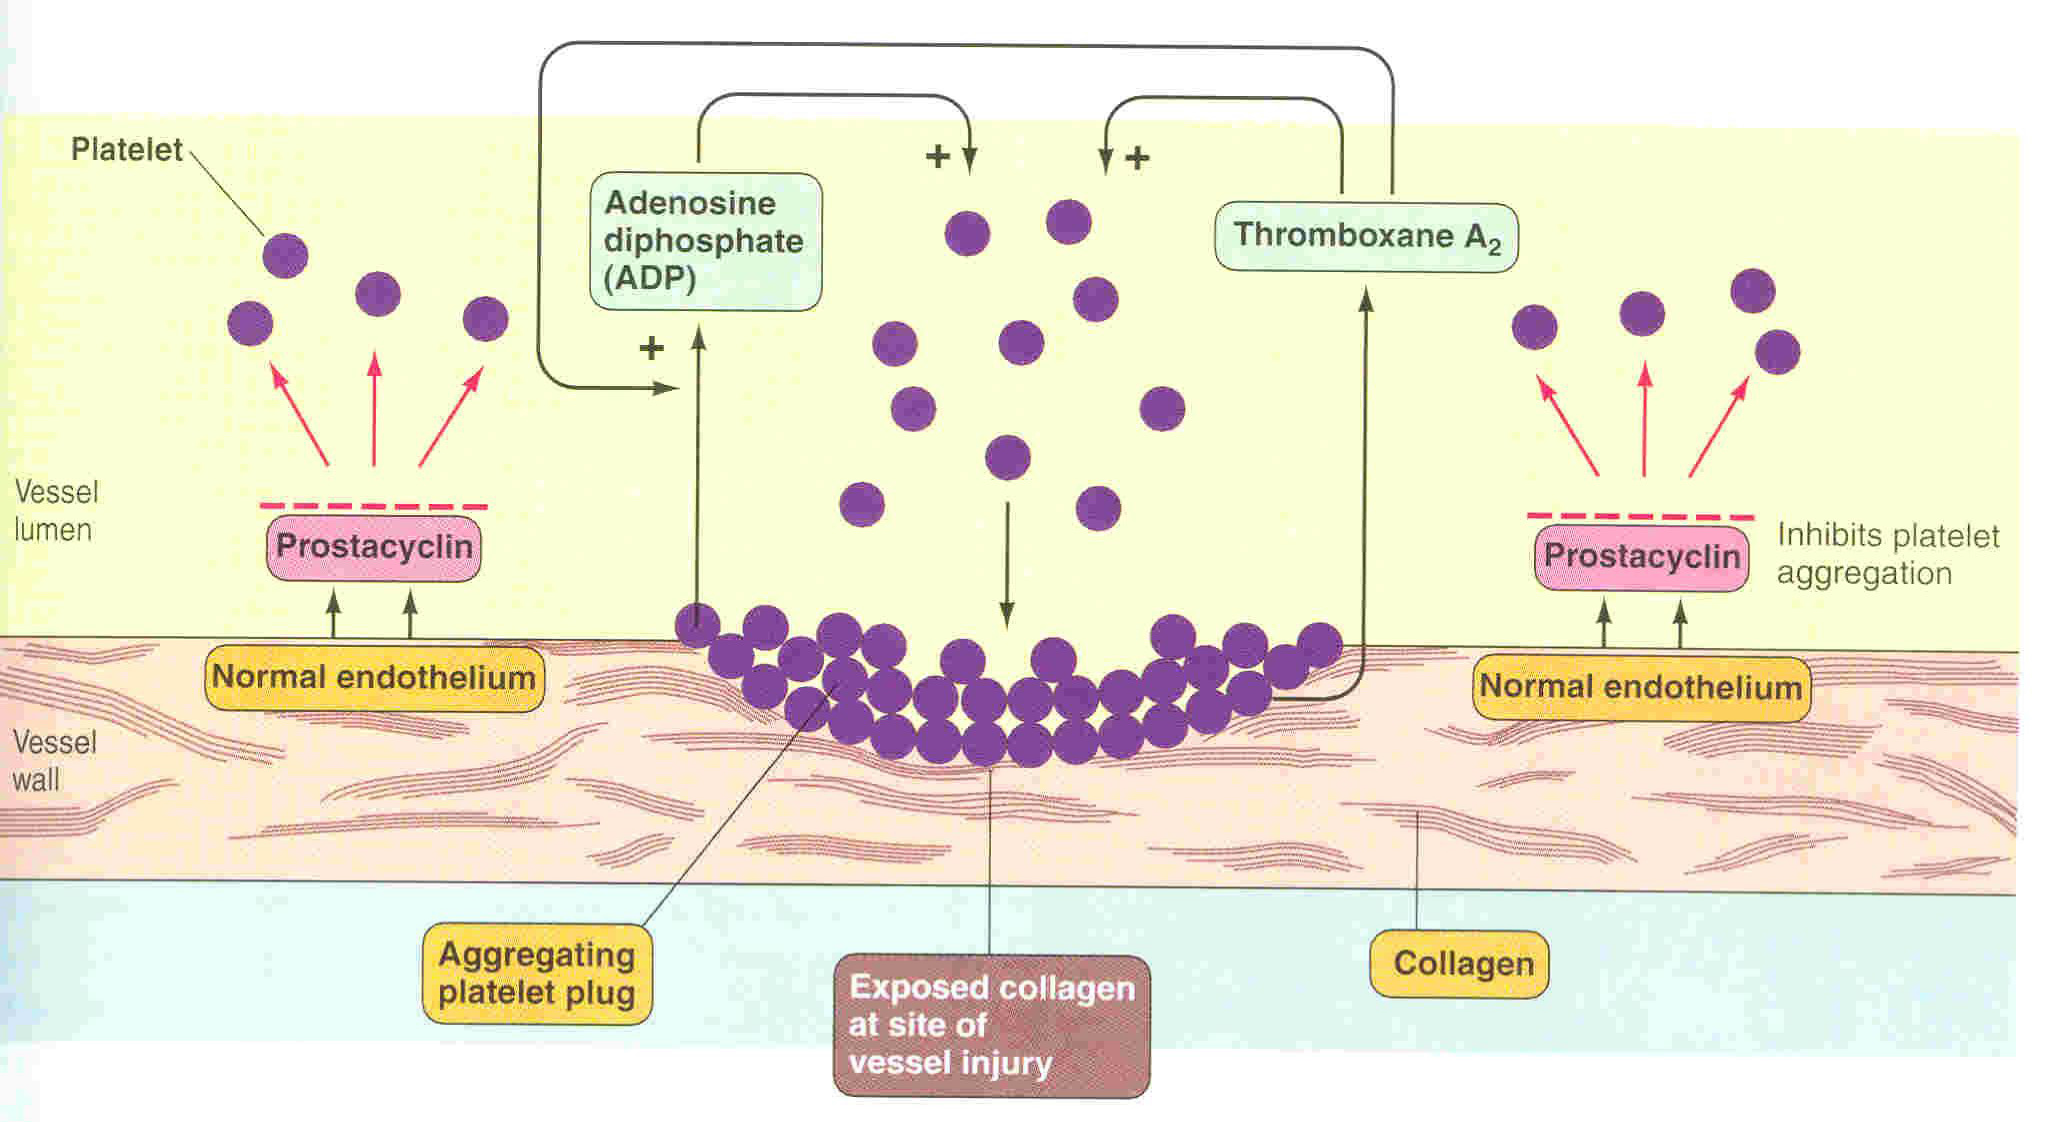 Platelet
+
+
Adenosine
diphosphate
(ADP)
Thromboxane A₂
+
Vessel
lumen
Prostacyclin
Prostacyclin
Inhibits platelet
aggregation
Normal endothelium
Normal endothelium
Vessel
wall
Aggregating
platelet plug
Exposed collagen
at site of
vessel injury
Collagen